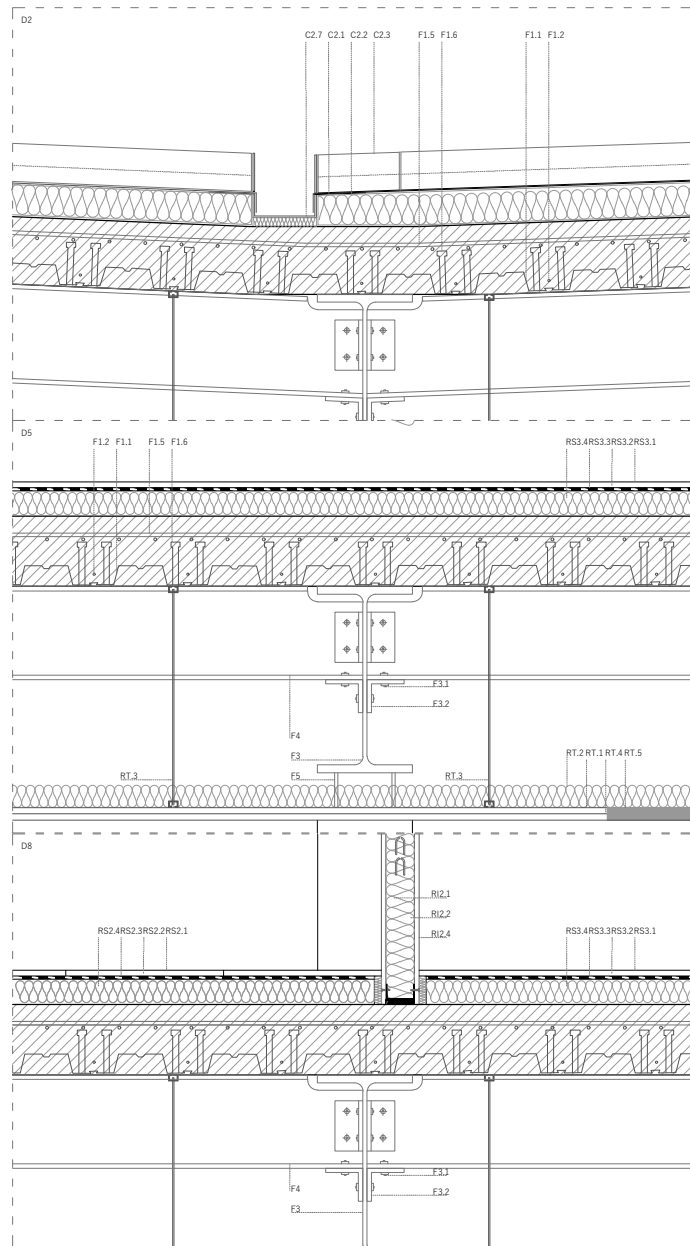 D2
C2.7 C2.1 C2.2 C2.3 F1.5 F1.6 F1.1 F1.2
D5
F1.2 F1.1 F1.5 F1.6 RS3.4 RS3.3 RS3.2 RS3.1
F3.1
F3.2
F4
F3
RT.2 RT.1 RT.4 RT.5
RT.3 F5 RT.3
D8
RI2.1
RI2.2
RS2.4 RS2.3 RS2.2 RS2.1 RI2.4 RS3.4 RS3.3 RS3.2 RS3.1
F3.1
F4 F3.2
F3